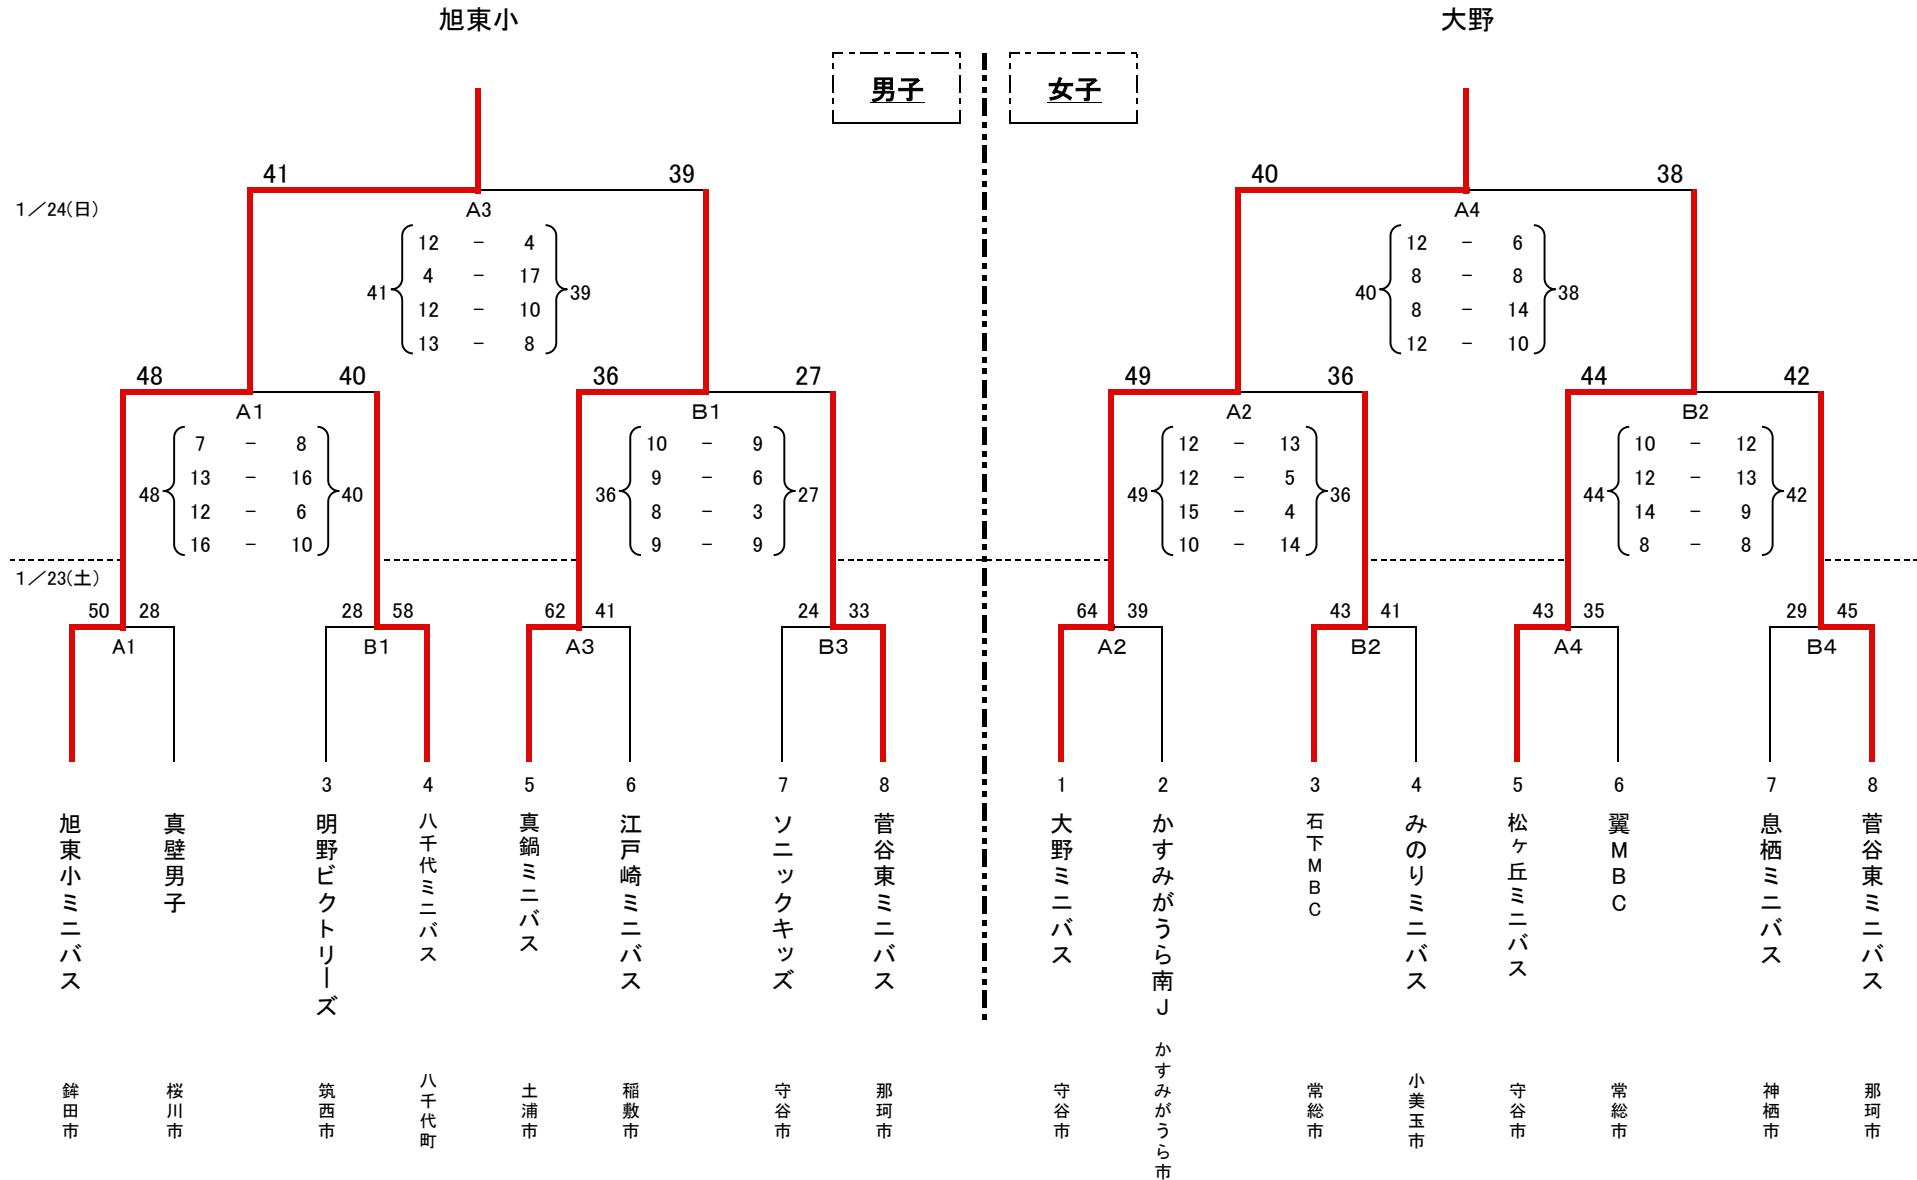 旭東小
大野
男子
女子
41 39
40 38
1／24(日)
A3
12 － 4
4 － 17
41 39
12 － 10
13 － 8
A4
12 － 6
8 － 8
40 38
8 － 14
12 － 10
48 40
36 27
49 36
44 42
A1
7 － 8
13 － 16
48 40
12 － 6
16 － 10
B1
10 － 9
9 － 6
36 27
8 － 3
9 － 9
A2
12 － 13
12 － 5
49 36
15 － 4
10 － 14
B2
10 － 12
12 － 13
44 42
14 － 9
8 － 8
1／23(土)
50 28
A1
28 58
B1
62 41
A3
24 33
B3
64 39
A2
43 41
B2
43 35
A4
29 45
B4
3 4 5 6 7 8
1 2 3 4 5 6 7 8
旭東小ミニバス
真壁男子
明野ビクトリーズ
八千代ミニバス
真鍋ミニバス
江戸崎ミニバス
ソニックキッズ
菅谷東ミニバス
大野ミニバス
かすみがうら南J
石下MBC
みのりミニバス
松ヶ丘ミニバス
翼MBC
息栖ミニバス
菅谷東ミニバス
鉾田市
桜川市
筑西市
八千代町
土浦市
稲敷市
守谷市
那珂市
守谷市
かすみがうら市
常総市
小美玉市
守谷市
常総市
神栖市
那珂市